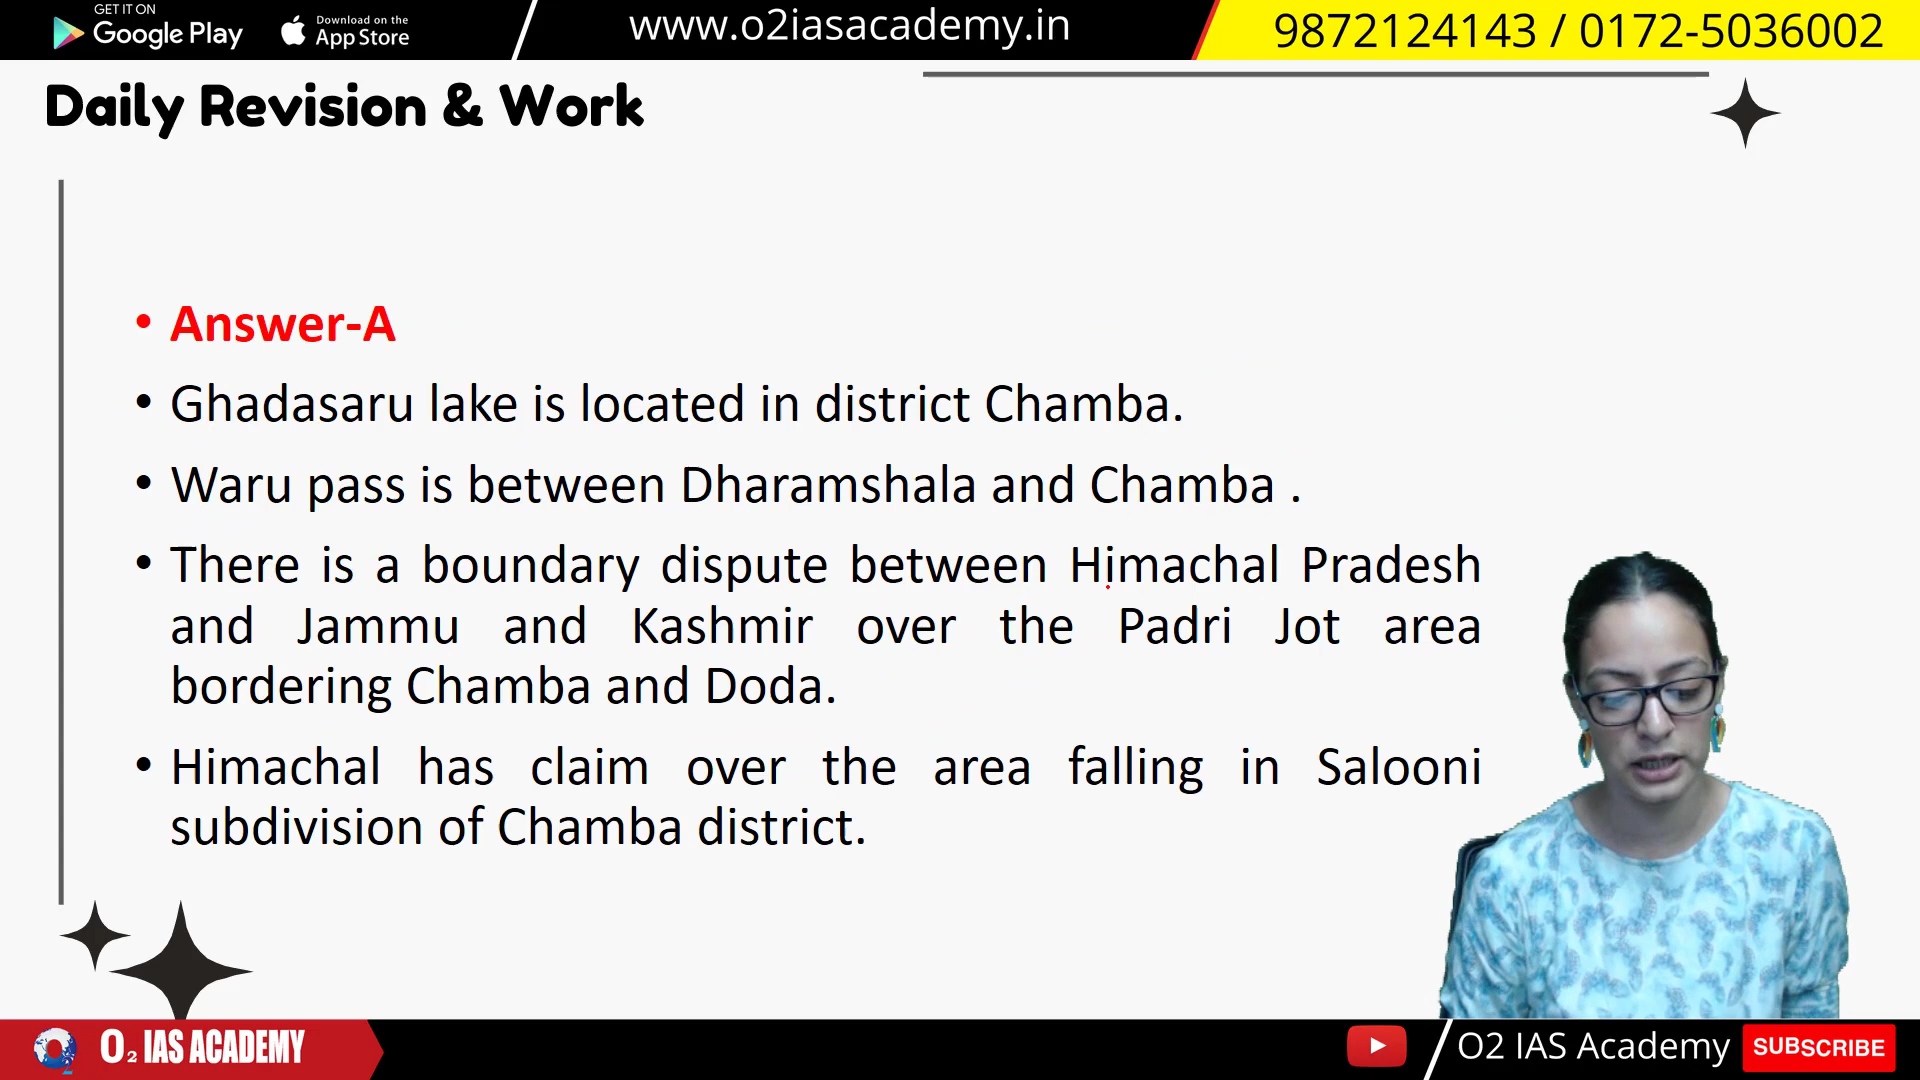 GET IT ON
Google Play
Download on the
App Store
www.o2iasacademy.in
9872124143 / 0172-5036002
Daily Revision & Work
• Answer-A
• Ghadasaru lake is located in district Chamba.
• Waru pass is between Dharamshala and Chamba .
• There is a boundary dispute between Himachal Pradesh
and Jammu and Kashmir over the Padri Jot area
bordering Chamba and Doda.
• Himachal has claim over the area falling in Salooni
subdivision of Chamba district.
O₂ IAS ACADEMY
O2 IAS Academy
SUBSCRIBE